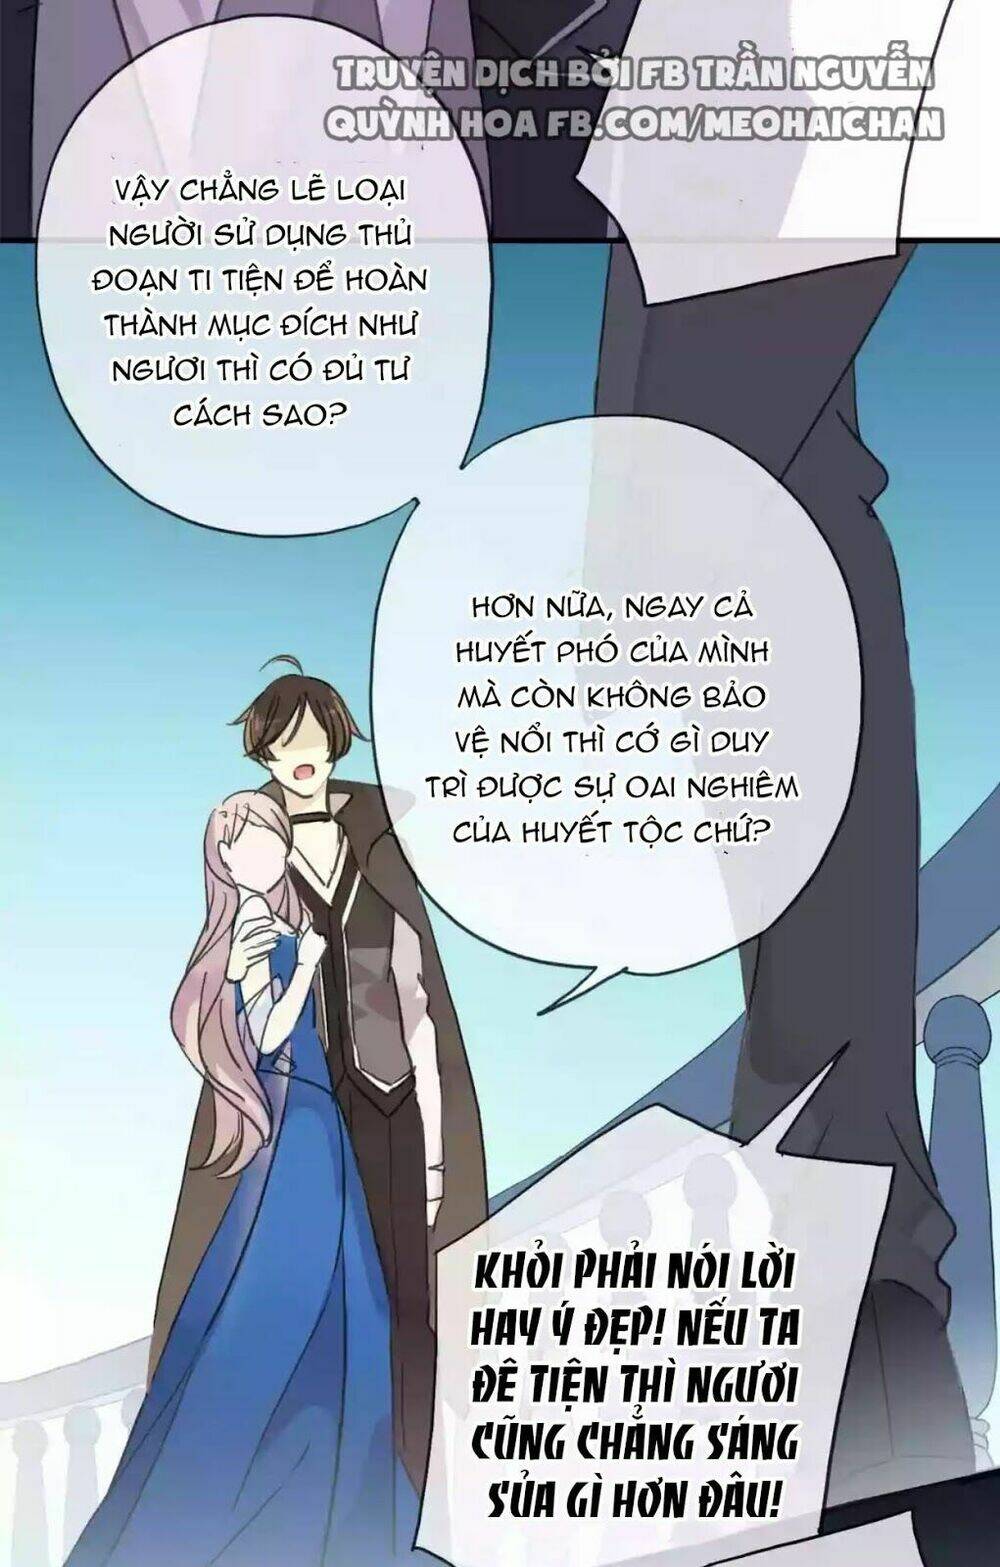 TRUYỆN DỊCH BỞI FB TRẦN NGUYỄN
QUỲNH HOA FB.COM/MEOHAICHAN
VẬY CHẲNG LẼ LOẠI
NGƯỜI SỬ DỤNG THỦ
ĐOẠN TI TIỆN ĐỂ HOÀN
THÀNH MỤC ĐÍCH NHƯ
NGƯƠI THÌ CÓ ĐỦ TƯ
CÁCH SAO?
HƠN NỮA, NGAY CẢ
HUYẾT PHÓ CỦA MÌNH
MÀ CÒN KHÔNG BẢO
VỆ NỔI THÌ CỚ GÌ DUY
TRÌ ĐƯỢC SỰ OAI NGHIÊM
CỦA HUYẾT TỘC CHỨ?
KHỎI PHẢI NÓI LỜI
HAY Ý ĐẸP! NẾU TA
ĐÊ TIỆN THÌ NGƯƠI
CŨNG CHẲNG SÁNG
SỦA GÌ HƠN ĐÂU!